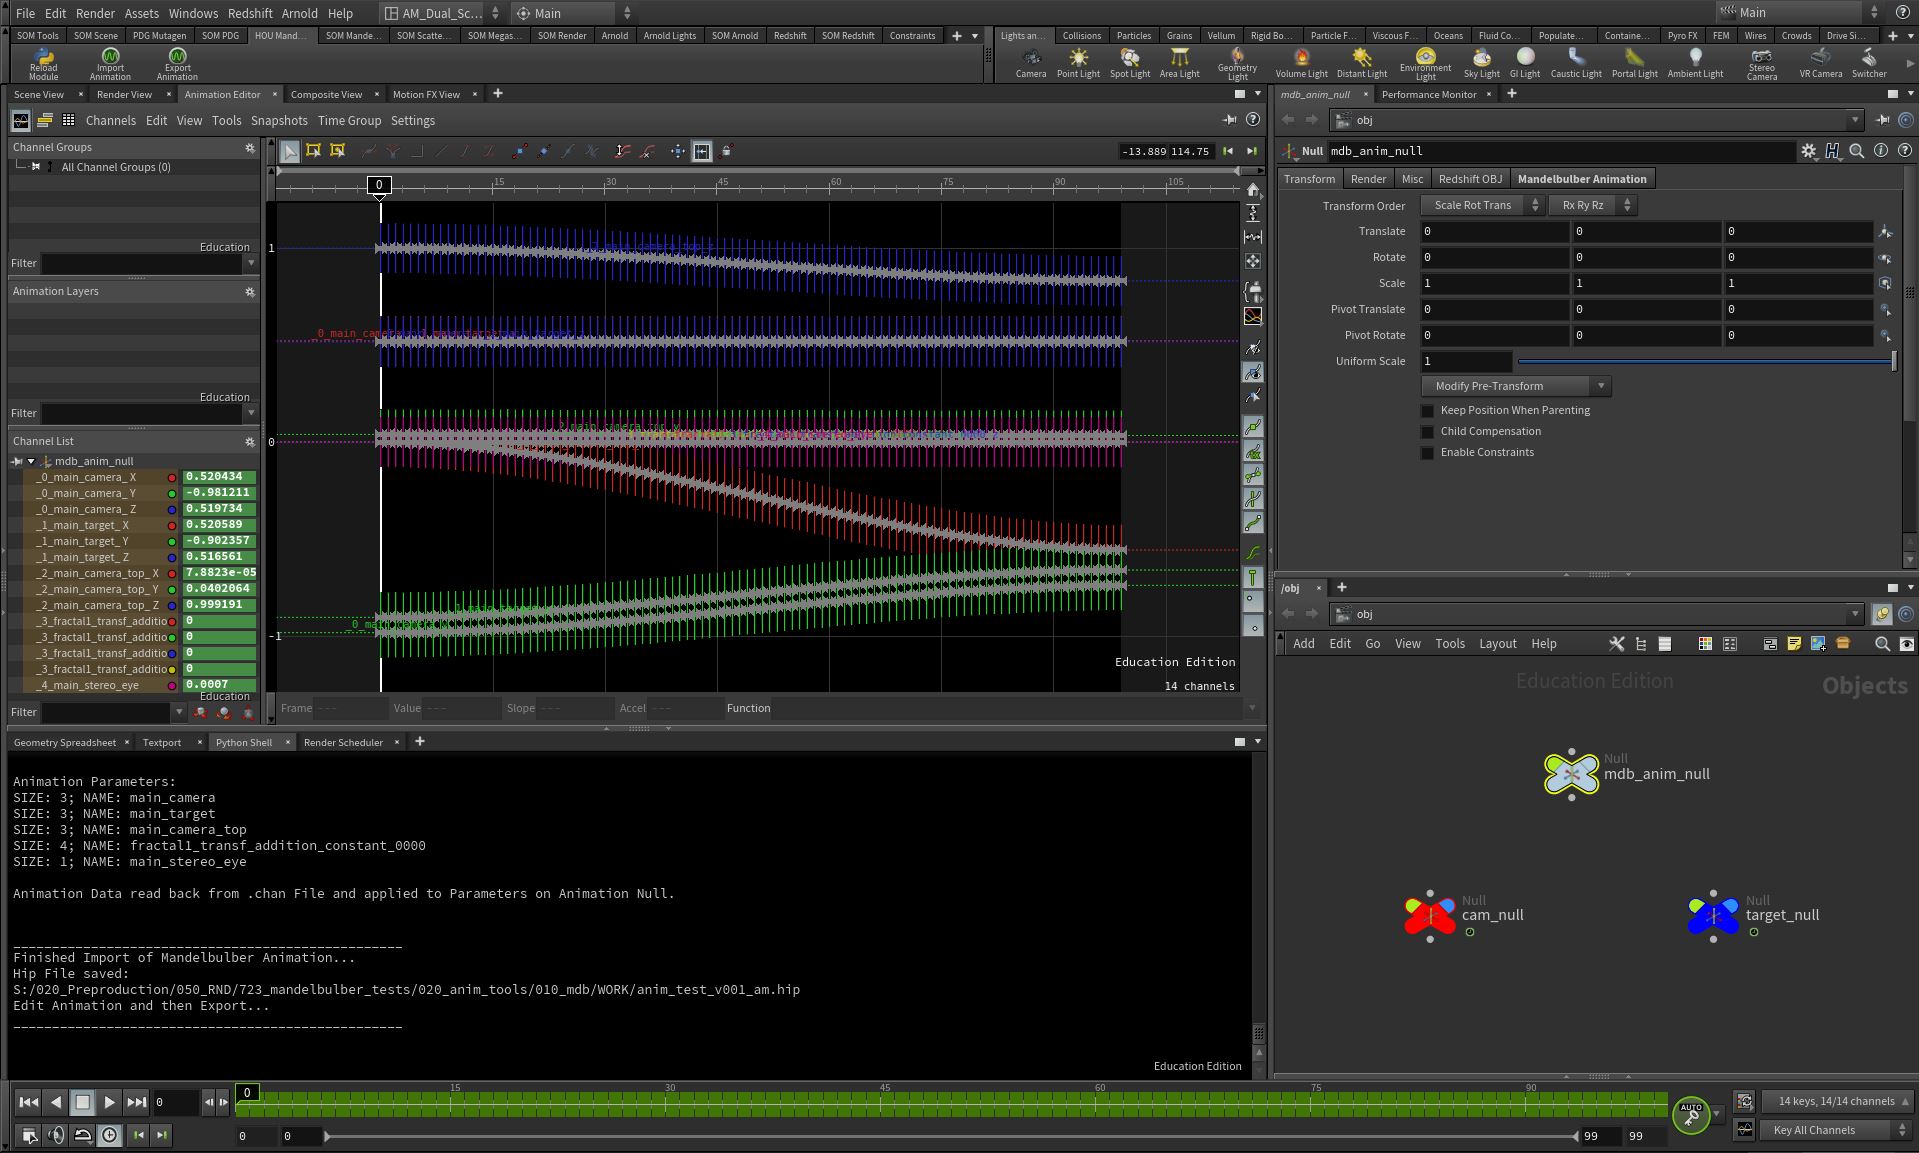 File Edit Render Assets Windows Redshift Arnold Help AM_Dual_Sc... Main Main
SOM Tools SOM Scene PDG Mutagen SOM PDG HOU Mand... SOM Mande... SOM Scatte... SOM Megas... SOM Render Arnold Arnold Lights SOM Arnold Redshift SOM Redshift Constraints
Lights an... Collisions Particles Grains Vellum Rigid Bo... Particle F... Viscous F... Oceans Fluid Co... Populate... Containe... Pyro FX FEM Wires Crowds Drive Si...
Reload Module Import Animation Export Animation
Camera Point Light Spot Light Area Light Geometry Light Volume Light Distant Light Environment Light Sky Light GI Light Caustic Light Portal Light Ambient Light Stereo Camera VR Camera Switcher
Scene View Render View Animation Editor Composite View Motion FX View
Channels Edit View Tools Snapshots Time Group Settings
Channel Groups
All Channel Groups (0)
Education
Filter
Animation Layers
Education
Filter
Channel List
mdb_anim_null
_0_main_camera_X 0.520434
_0_main_camera_Y -0.981211
_0_main_camera_Z 0.519734
_1_main_target_X 0.520589
_1_main_target_Y -0.902357
_1_main_target_Z 0.516561
_2_main_camera_top_X 7.8823e-05
_2_main_camera_top_Y 0.0402064
_2_main_camera_top_Z 0.999191
_3_fractal1_transf_additio 0
_3_fractal1_transf_additio 0
_3_fractal1_transf_additio 0
_3_fractal1_transf_additio 0
_4_main_stereo_eye 0.0007
Education
Filter
-13.889 114.75
0 15 30 45 60 75 90 105
1
0
-1
Education Edition
14 channels
Frame --- Value --- Slope --- Accel --- Function
mdb_anim_null Performance Monitor
obj
Null mdb_anim_null
Transform Render Misc Redshift OBJ Mandelbulber Animation
Transform Order Scale Rot Trans Rx Ry Rz
Translate 0 0 0
Rotate 0 0 0
Scale 1 1 1
Pivot Translate 0 0 0
Pivot Rotate 0 0 0
Uniform Scale 1
Modify Pre-Transform
Keep Position When Parenting
Child Compensation
Enable Constraints
/obj
obj
Add Edit Go View Tools Layout Help
Education Edition
Objects
Null
mdb_anim_null
Null
cam_null
Null
target_null
Geometry Spreadsheet Textport Python Shell Render Scheduler
Animation Parameters:
SIZE: 3; NAME: main_camera
SIZE: 3; NAME: main_target
SIZE: 3; NAME: main_camera_top
SIZE: 4; NAME: fractal1_transf_addition_constant_0000
SIZE: 1; NAME: main_stereo_eye
Animation Data read back from .chan File and applied to Parameters on Animation Null.
Finished Import of Mandelbulber Animation...
Hip File saved:
S:/020_Preproduction/050_RND/723_mandelbulber_tests/020_anim_tools/010_mdb/WORK/anim_test_v001_am.hip
Edit Animation and then Export...
Education Edition
0 0 15 30 45 60 75 90
0 0 99 99
AUTO
14 keys, 14/14 channels
Key All Channels